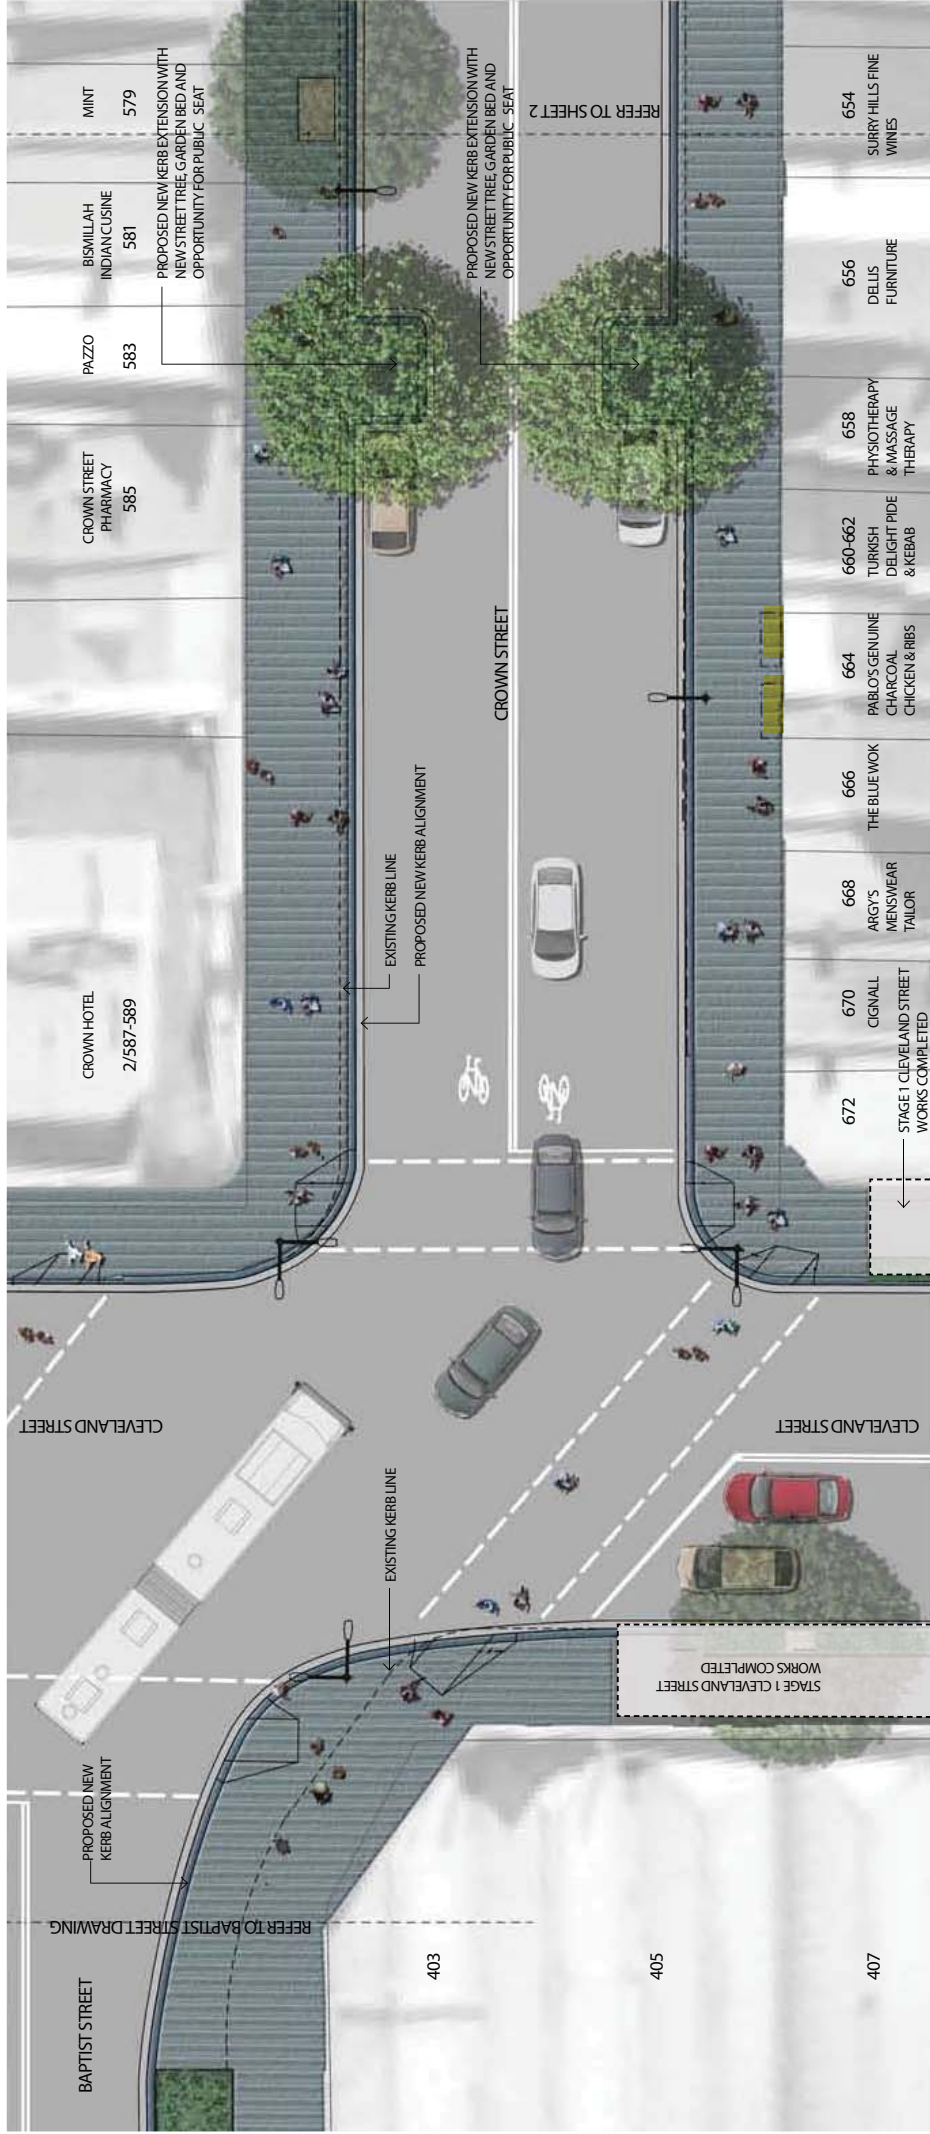 MINT
579
BISMILLAH
INDIAN CUSINE
581
PAZZO
583
CROWN STREET
PHARMACY
585
CROWN HOTEL
2/587-589
PROPOSED NEW KERB EXTENSION WITH
NEW STREET TREE, GARDEN BED AND
OPPORTUNITY FOR PUBLIC SEAT
PROPOSED NEW KERB EXTENSION WITH
NEW STREET TREE, GARDEN BED AND
OPPORTUNITY FOR PUBLIC SEAT
REFER TO SHEET 2
CROWN STREET
EXISTING KERB LINE
PROPOSED NEW KERB ALIGNMENT
654
SURRY HILLS FINE
WINES
656
DELLIS
FURNITURE
658
PHYSIOTHERAPY
& MASSAGE
THERAPY
660-662
TURKISH
DELIGHT PIDE
& KEBAB
664
PABLO'S GENUINE
CHARCOAL
CHICKEN & RIBS
666
THE BLUE WOK
668
ARGY'S
MENSWEAR
TAILOR
670
CIGNALL
672
STAGE 1 CLEVELAND STREET
WORKS COMPLETED
CLEVELAND STREET
CLEVELAND STREET
EXISTING KERB LINE
STAGE 1 CLEVELAND STREET
WORKS COMPLETED
PROPOSED NEW
KERB ALIGNMENT
REFER TO BAPTIST STREET DRAWING
BAPTIST STREET
403
405
407